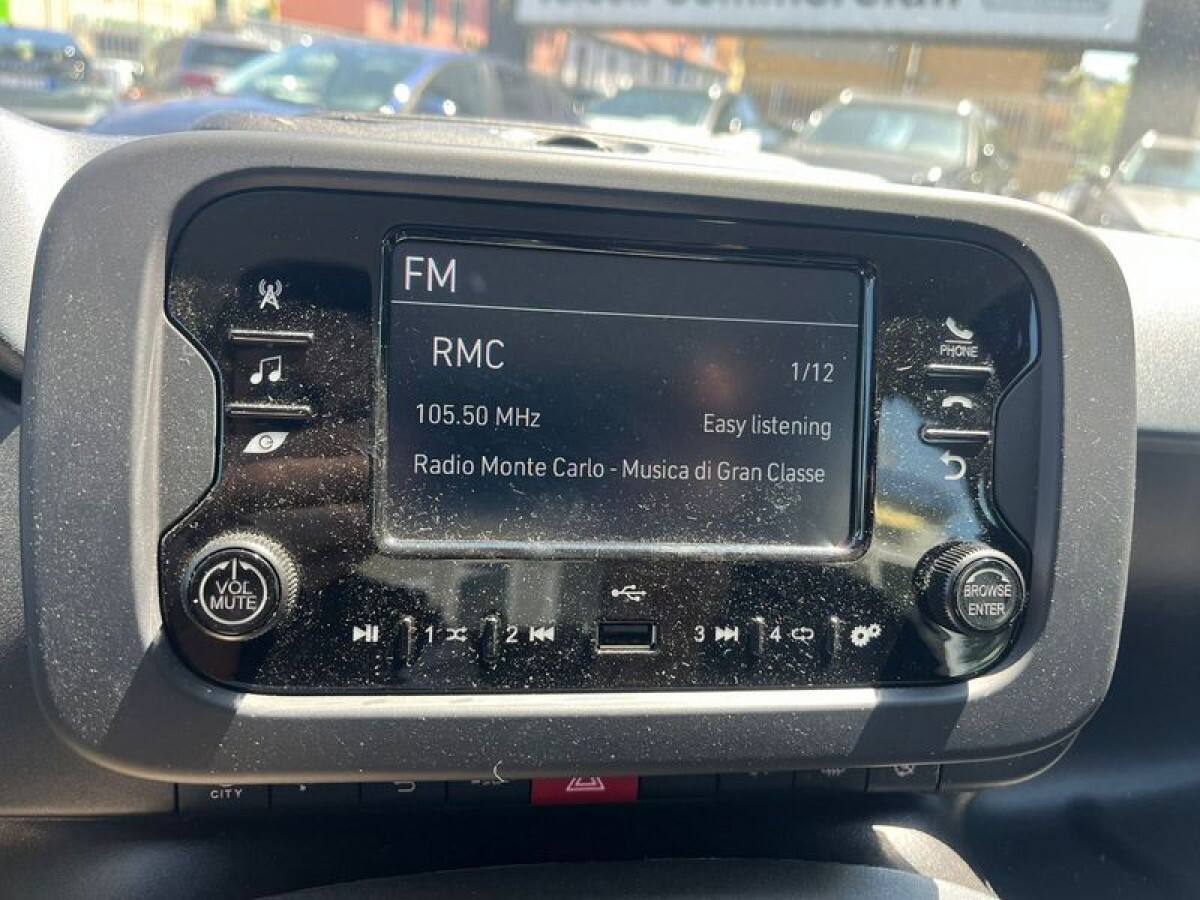 FM
RMC
1/12
105.50 MHz
Easy listening
Radio Monte Carlo - Musica di Gran Classe
PHONE
VOL
MUTE
BROWSE
ENTER
1
2
3
4
CITY